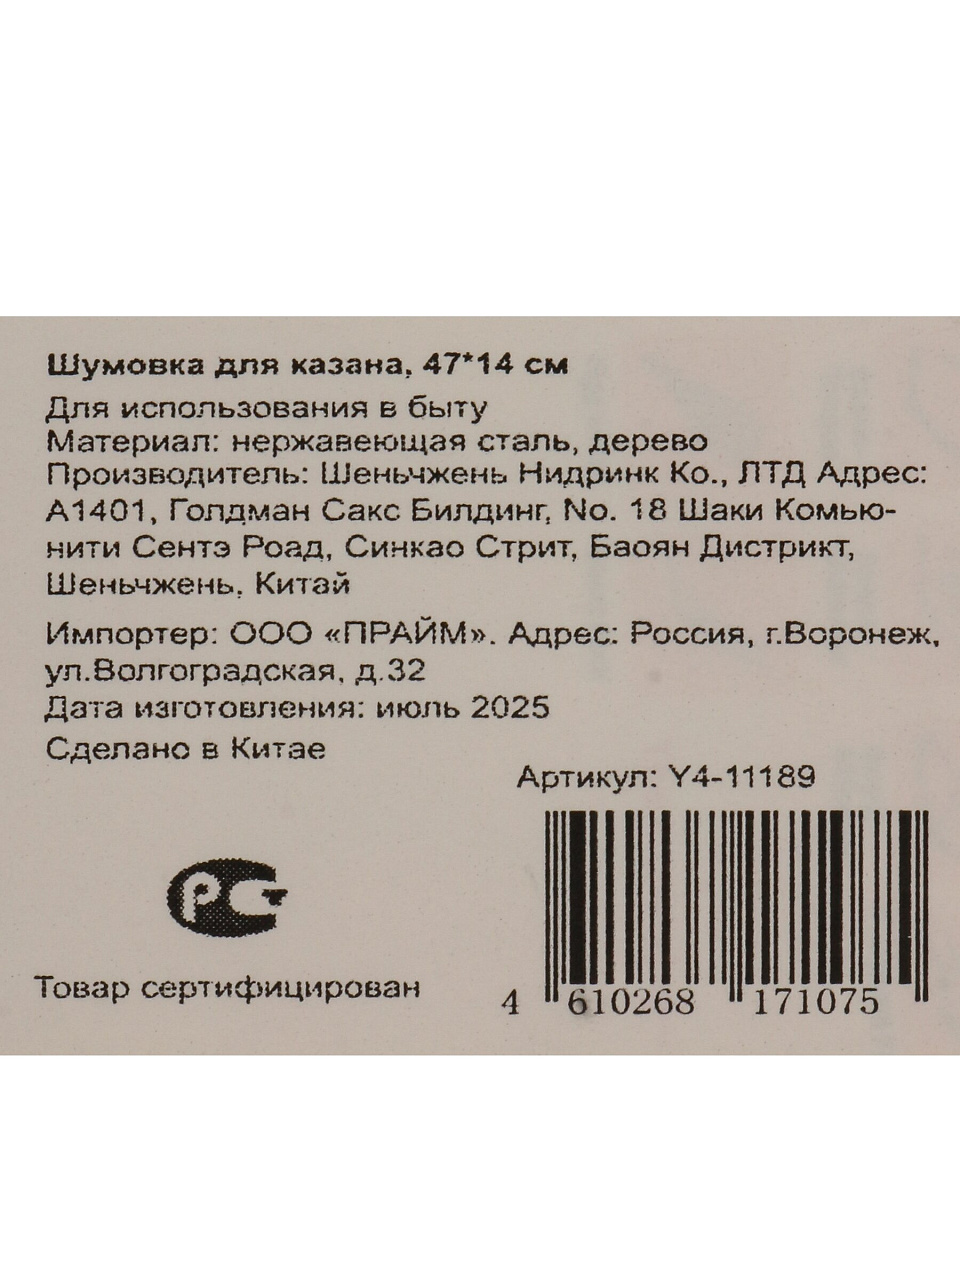 Шумовка для казана, 47*14 см
Для использования в быту
Материал: нержавеющая сталь, дерево
Производитель: Шеньчжень Нидринк Ко., ЛТД Адрес:
А1401, Голдман Сакс Билдинг, No. 18 Шаки Комью-
нити Сентэ Роад, Синкао Стрит, Баоян Дистрикт,
Шеньчжень, Китай
Импортер: ООО «ПРАЙМ». Адрес: Россия, г.Воронеж,
ул.Волгоградская, д.32
Дата изготовления: июль 2025
Сделано в Китае
Артикул: Y4-11189
РС
Товар сертифицирован
4 610268 171075